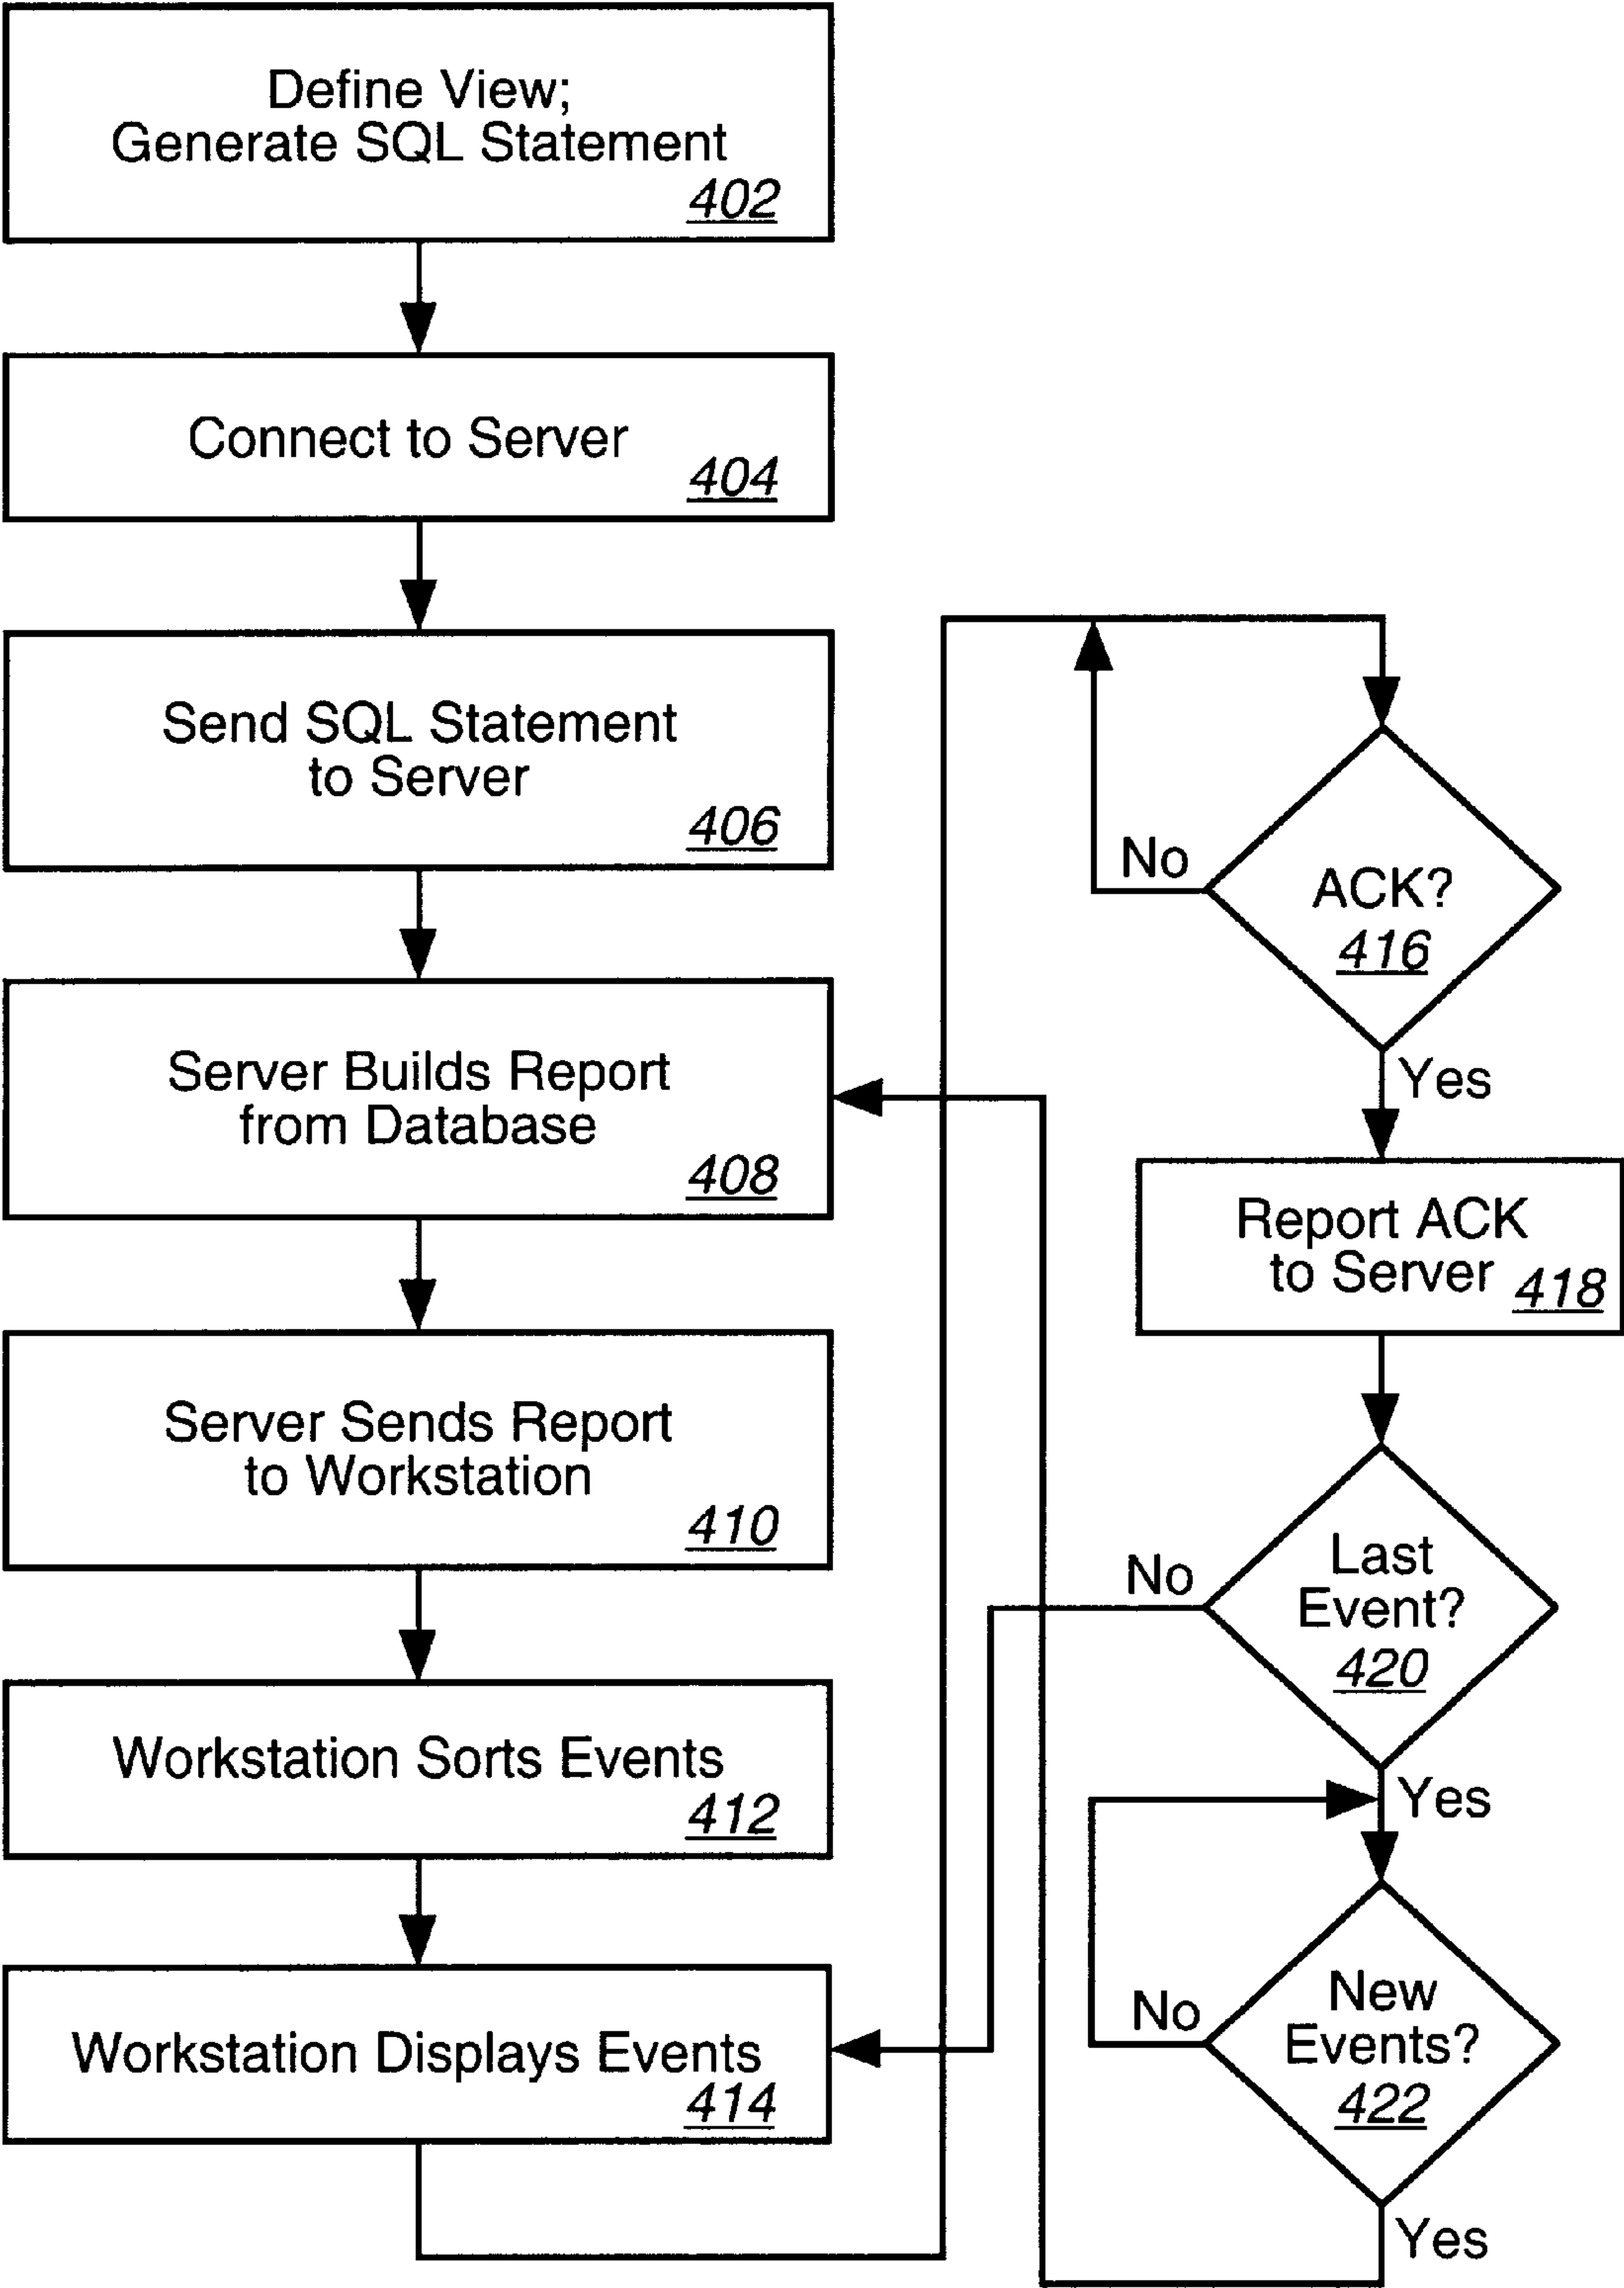 Define View;
Generate SQL Statement
402
Connect to Server
404
Send SQL Statement
to Server
406
Server Builds Report
from Database
408
Server Sends Report
to Workstation
410
Workstation Sorts Events
412
Workstation Displays Events
414
No
ACK?
416
Yes
Report ACK
to Server
418
No
Last
Event?
420
Yes
No
New
Events?
422
Yes